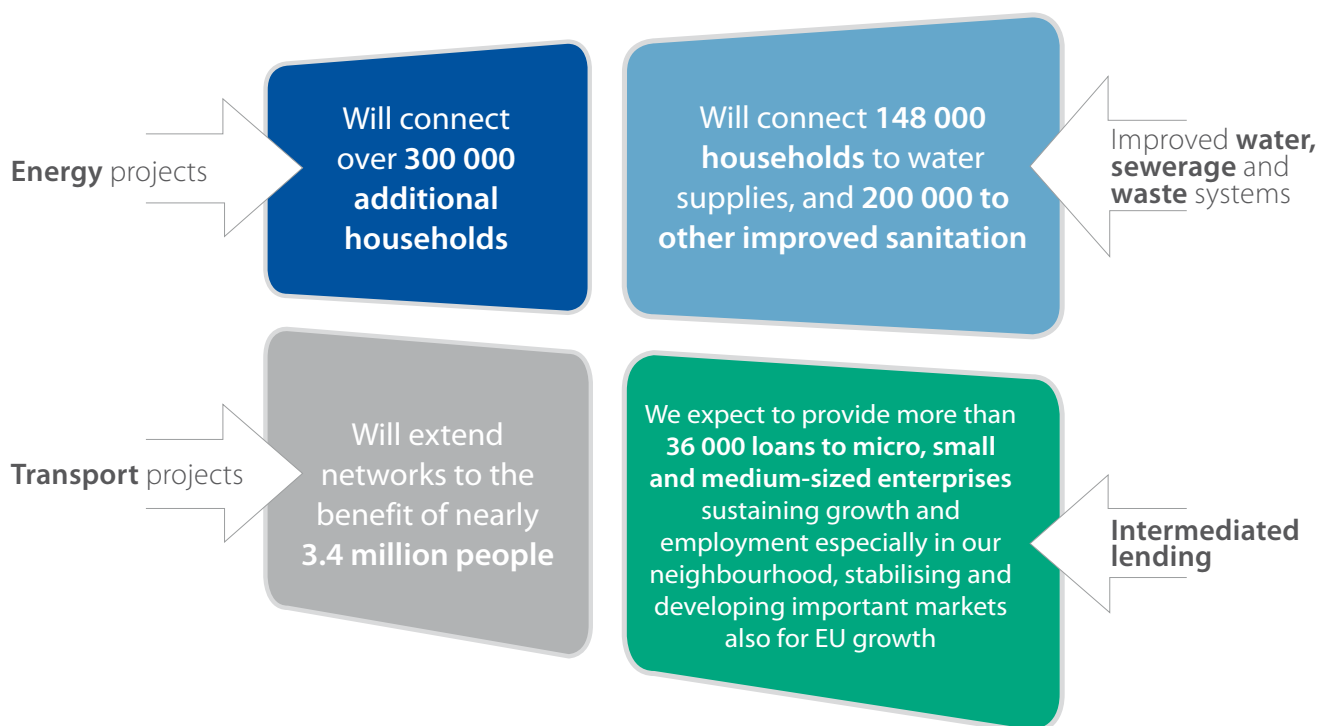 Energy projects
Will connect
over 300 000
additional
households
Will connect 148 000
households to water
supplies, and 200 000 to
other improved sanitation
Improved water,
sewerage and
waste systems
Transport projects
Will extend
networks to the
benefit of nearly
3.4 million people
We expect to provide more than
36 000 loans to micro, small
and medium-sized enterprises
sustaining growth and
employment especially in our
neighbourhood, stabilising and
developing important markets
also for EU growth
Intermediated
lending